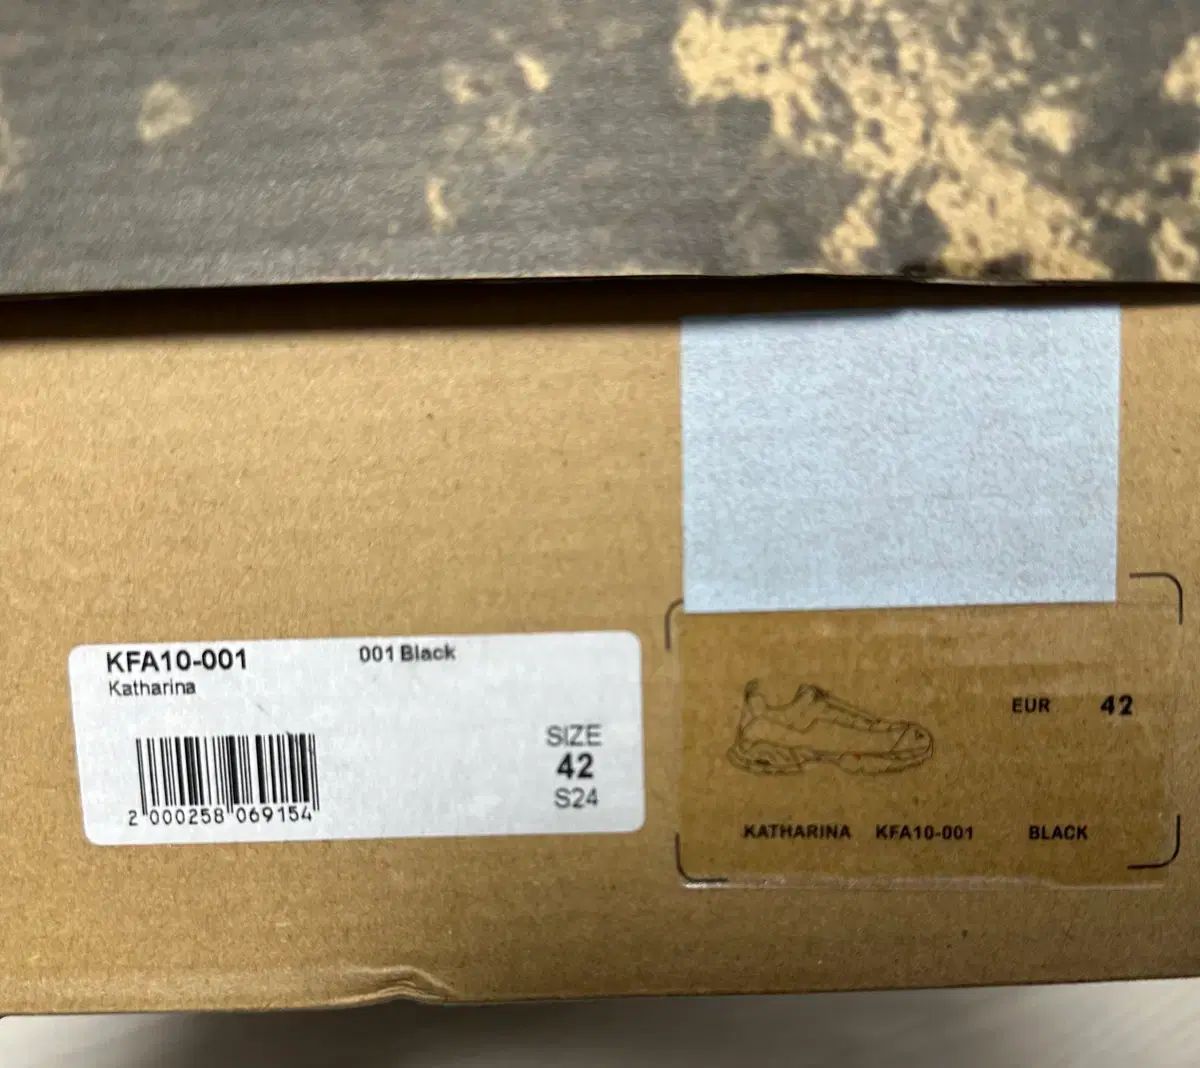 KFA10-001 001 Black
Katharina
SIZE
42
S24
2 000258 069154
EUR 42
KATHARINA KFA10-001 BLACK